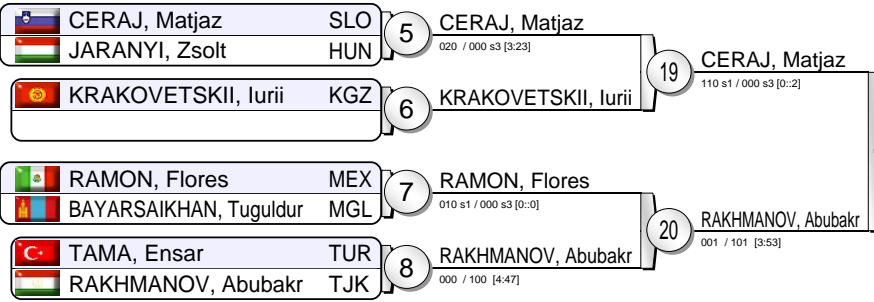 CERAJ, Matjaz SLO
JARANYI, Zsolt HUN
5
CERAJ, Matjaz
020 / 000 s3 [3:23]
KRAKOVETSKII, Iurii KGZ
6
KRAKOVETSKII, Iurii
19
CERAJ, Matjaz
110 s1 / 000 s3 [0::2]
RAMON, Flores MEX
BAYARSAIKHAN, Tuguldur MGL
7
RAMON, Flores
010 s1 / 000 s3 [0::0]
TAMA, Ensar TUR
RAKHMANOV, Abubakr TJK
8
RAKHMANOV, Abubakr
000 / 100 [4:47]
20
RAKHMANOV, Abubakr
001 / 101 [3:53]